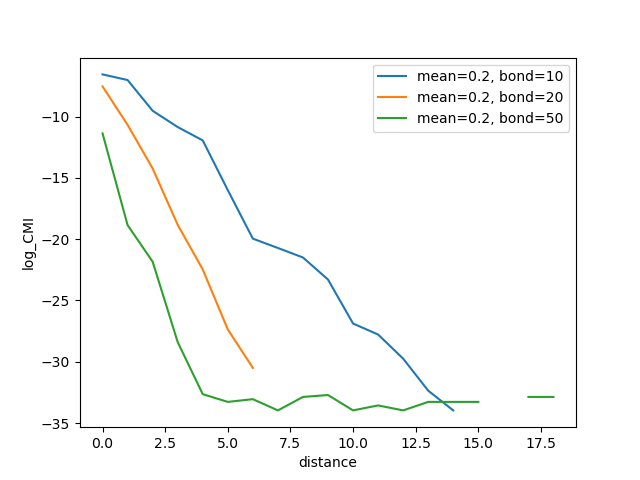 mean=0.2, bond=10
mean=0.2, bond=20
mean=0.2, bond=50
log_CMI
−10
−15
−20
−25
−30
−35
0.0 2.5 5.0 7.5 10.0 12.5 15.0 17.5
distance